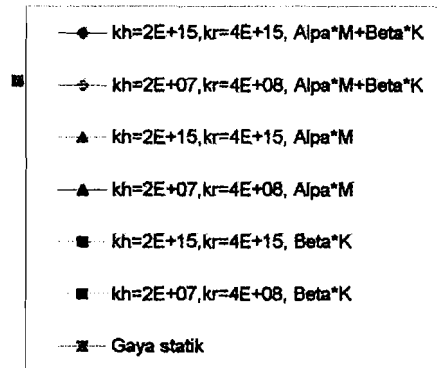 kh=2E+15,kr=4E+15, Alpa*M+Beta*K
kh=2E+07,kr=4E+08, Alpa*M+Beta*K
kh=2E+15,kr=4E+15, Alpa*M
kh=2E+07,kr=4E+08, Alpa*M
kh=2E+15,kr=4E+15, Beta*K
kh=2E+07,kr=4E+08, Beta*K
Gaya statik